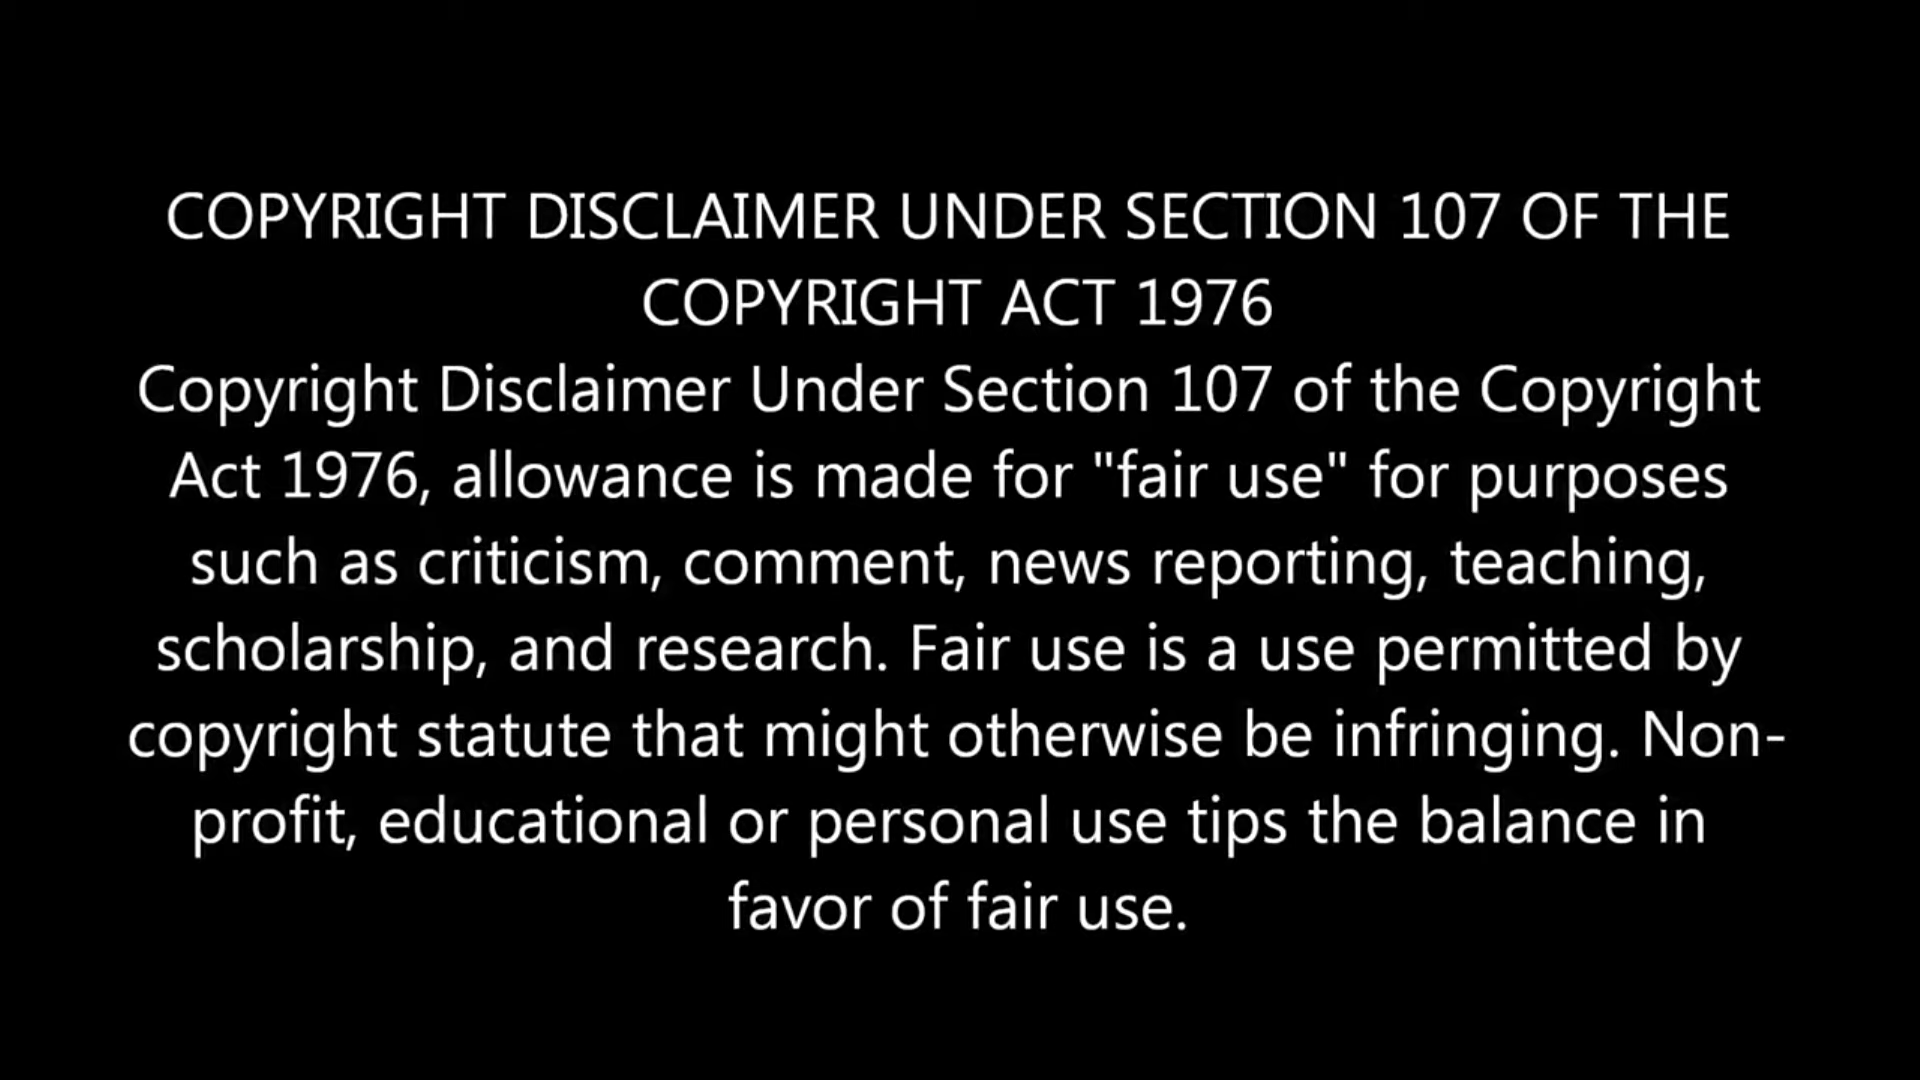 COPYRIGHT DISCLAIMER UNDER SECTION 107 OF THE
COPYRIGHT ACT 1976
Copyright Disclaimer Under Section 107 of the Copyright
Act 1976, allowance is made for "fair use" for purposes
such as criticism, comment, news reporting, teaching,
scholarship, and research. Fair use is a use permitted by
copyright statute that might otherwise be infringing. Non-
profit, educational or personal use tips the balance in
favor of fair use.